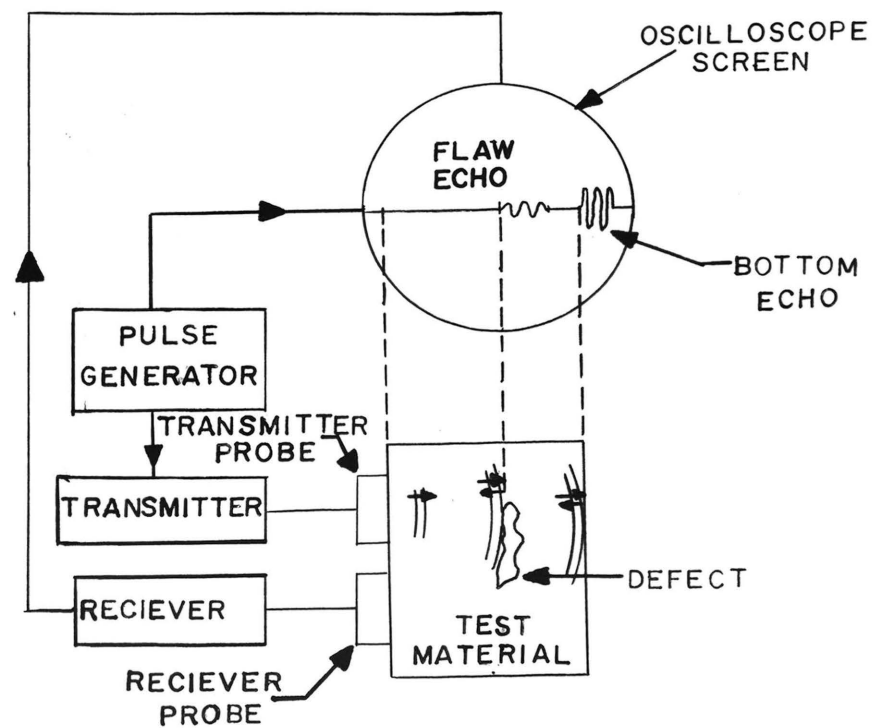 OSCILLOSCOPE
SCREEN
FLAW
ECHO
BOTTOM
ECHO
PULSE
GENERATOR
TRANSMITTER
PROBE
TRANSMITTER
RECIEVER
DEFECT
TEST
MATERIAL
RECIEVER
PROBE